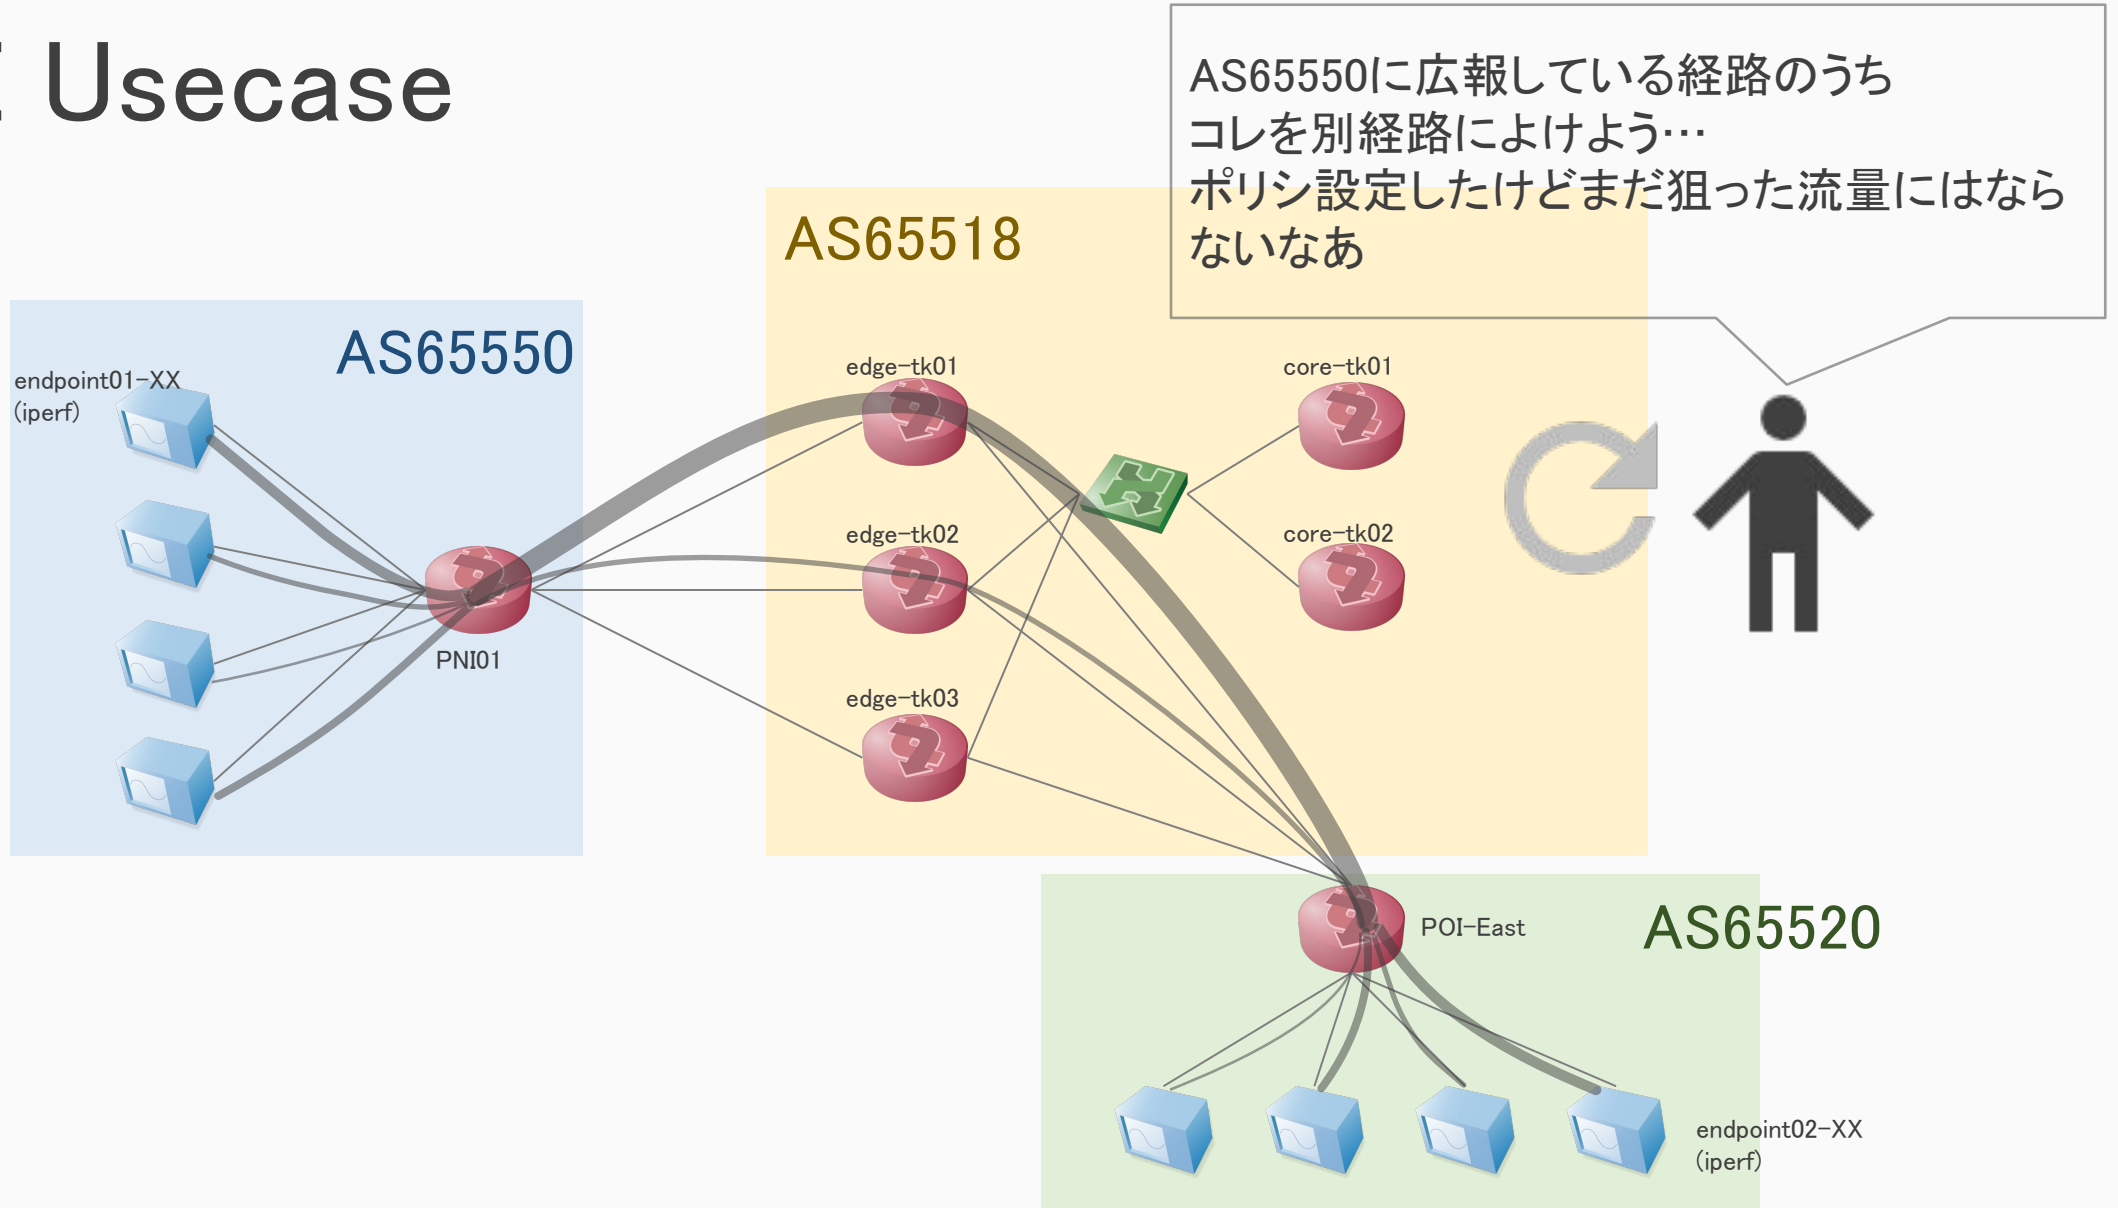 Usecase
AS65550に広報している経路のうち
コレを別経路によけよう…
ポリシ設定したけどまだ狙った流量にはなら
ないなあ
AS65518
AS65550
endpoint01-XX
(iperf)
edge-tk01
core-tk01
edge-tk02
core-tk02
PNI01
edge-tk03
POI-East
AS65520
endpoint02-XX
(iperf)